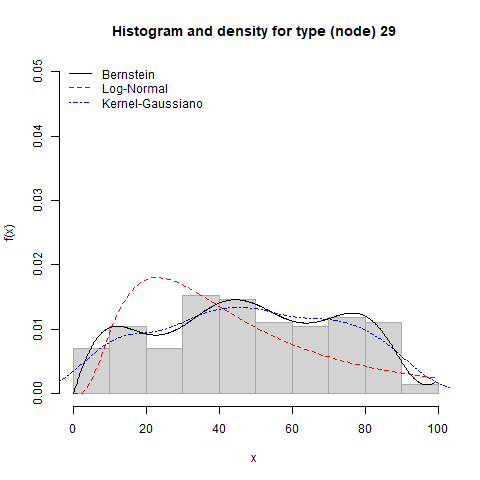 Histogram and density for type (node) 29
0.05
Bernstein
Log-Normal
Kernel-Gaussiano
0.04
0.03
f(x)
0.02
0.01
0.00
0 20 40 60 80 100
x